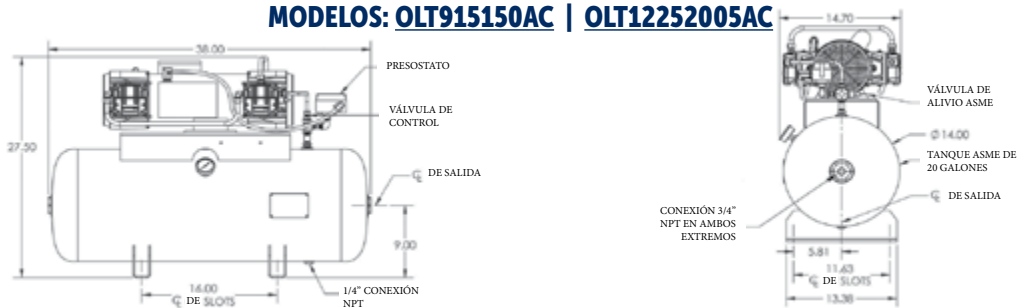 MODELOS: OLT915150AC | OLT12252005AC
38.00
27.50
PRESOSTATO
VÁLVULA DE
CONTROL
℄ DE SALIDA
9.00
16.00
℄ DE SLOTS
1/4" CONEXIÓN
NPT
14.70
VÁLVULA DE
ALIVIO ASME
Ø14.00
TANQUE ASME DE
20 GALONES
℄ DE SALIDA
CONEXIÓN 3/4"
NPT EN AMBOS
EXTREMOS
5.81
11.63
℄ DE SLOTS
13.38